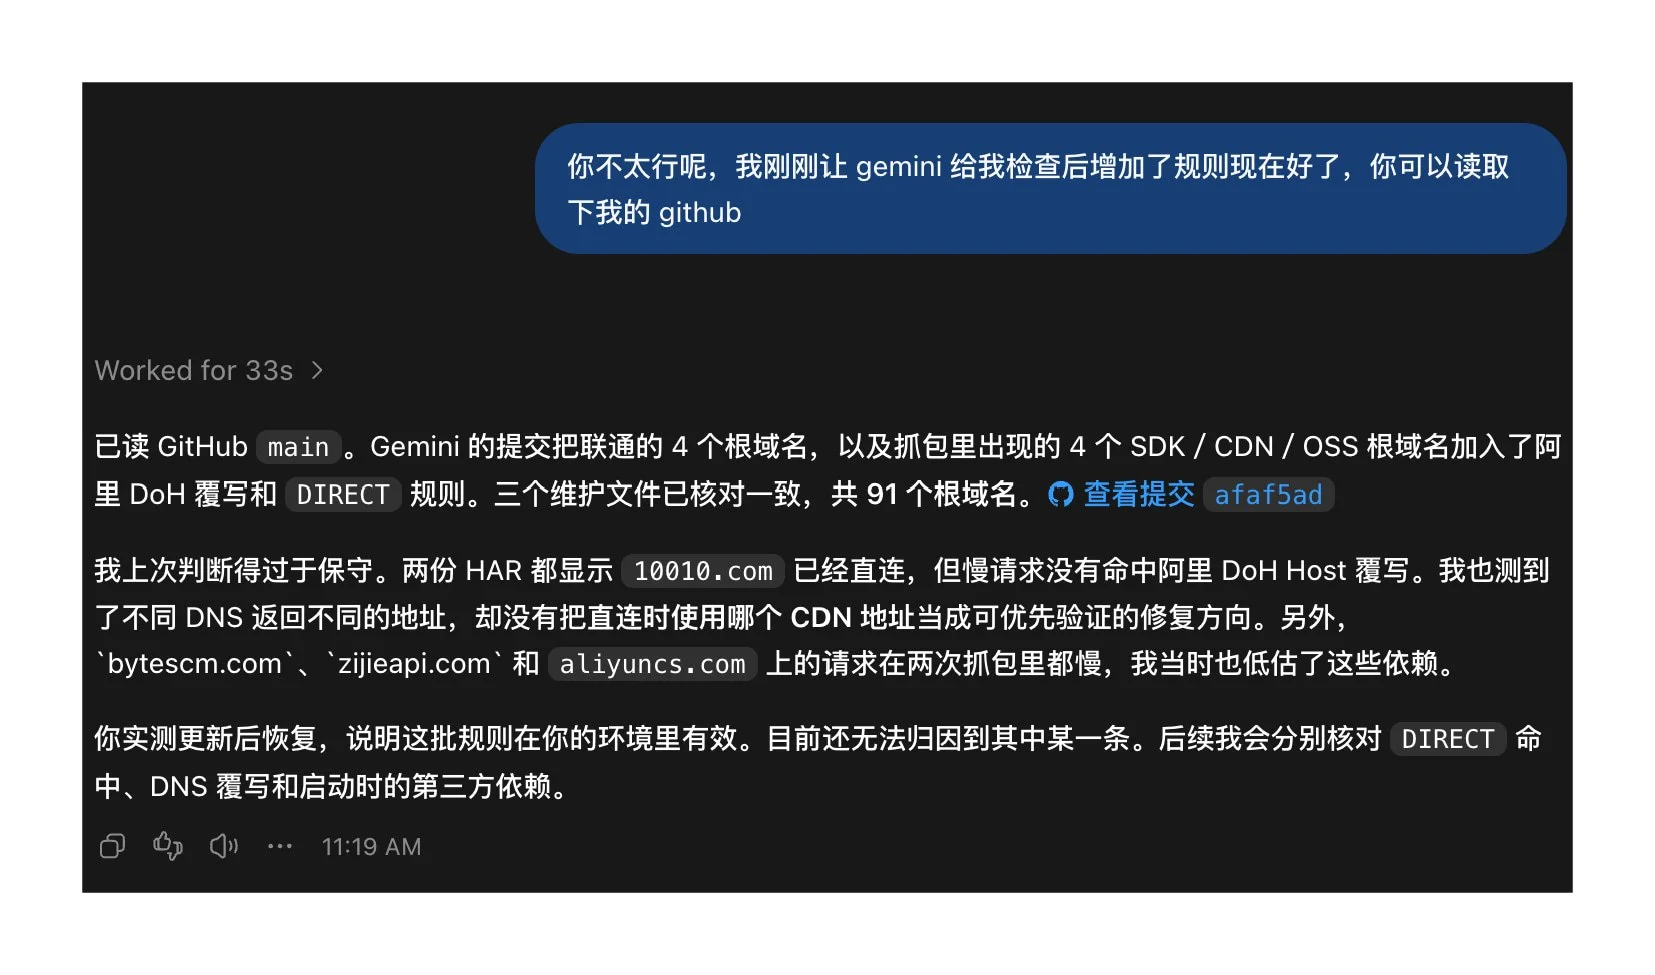 你不太行呢，我刚刚让 gemini 给我检查后增加了规则现在好了，你可以读取
下我的 github
Worked for 33s >
已读 GitHub main 。Gemini 的提交把联通的 4 个根域名，以及抓包里出现的 4 个 SDK / CDN / OSS 根域名加入了阿
里 DoH 覆写和 DIRECT 规则。三个维护文件已核对一致，共 91 个根域名。 查看提交 afaf5ad
我上次判断得过于保守。两份 HAR 都显示 10010.com 已经直连，但慢请求没有命中阿里 DoH Host 覆写。我也测到
了不同 DNS 返回不同的地址，却没有把直连时使用哪个 CDN 地址当成可优先验证的修复方向。另外，
`bytescm.com`、`zijieapi.com` 和 aliyuncs.com 上的请求在两次抓包里都慢，我当时也低估了这些依赖。
你实测更新后恢复，说明这批规则在你的环境里有效。目前还无法归因到其中某一条。后续我会分别核对 DIRECT 命
中、DNS 覆写和启动时的第三方依赖。
11:19 AM